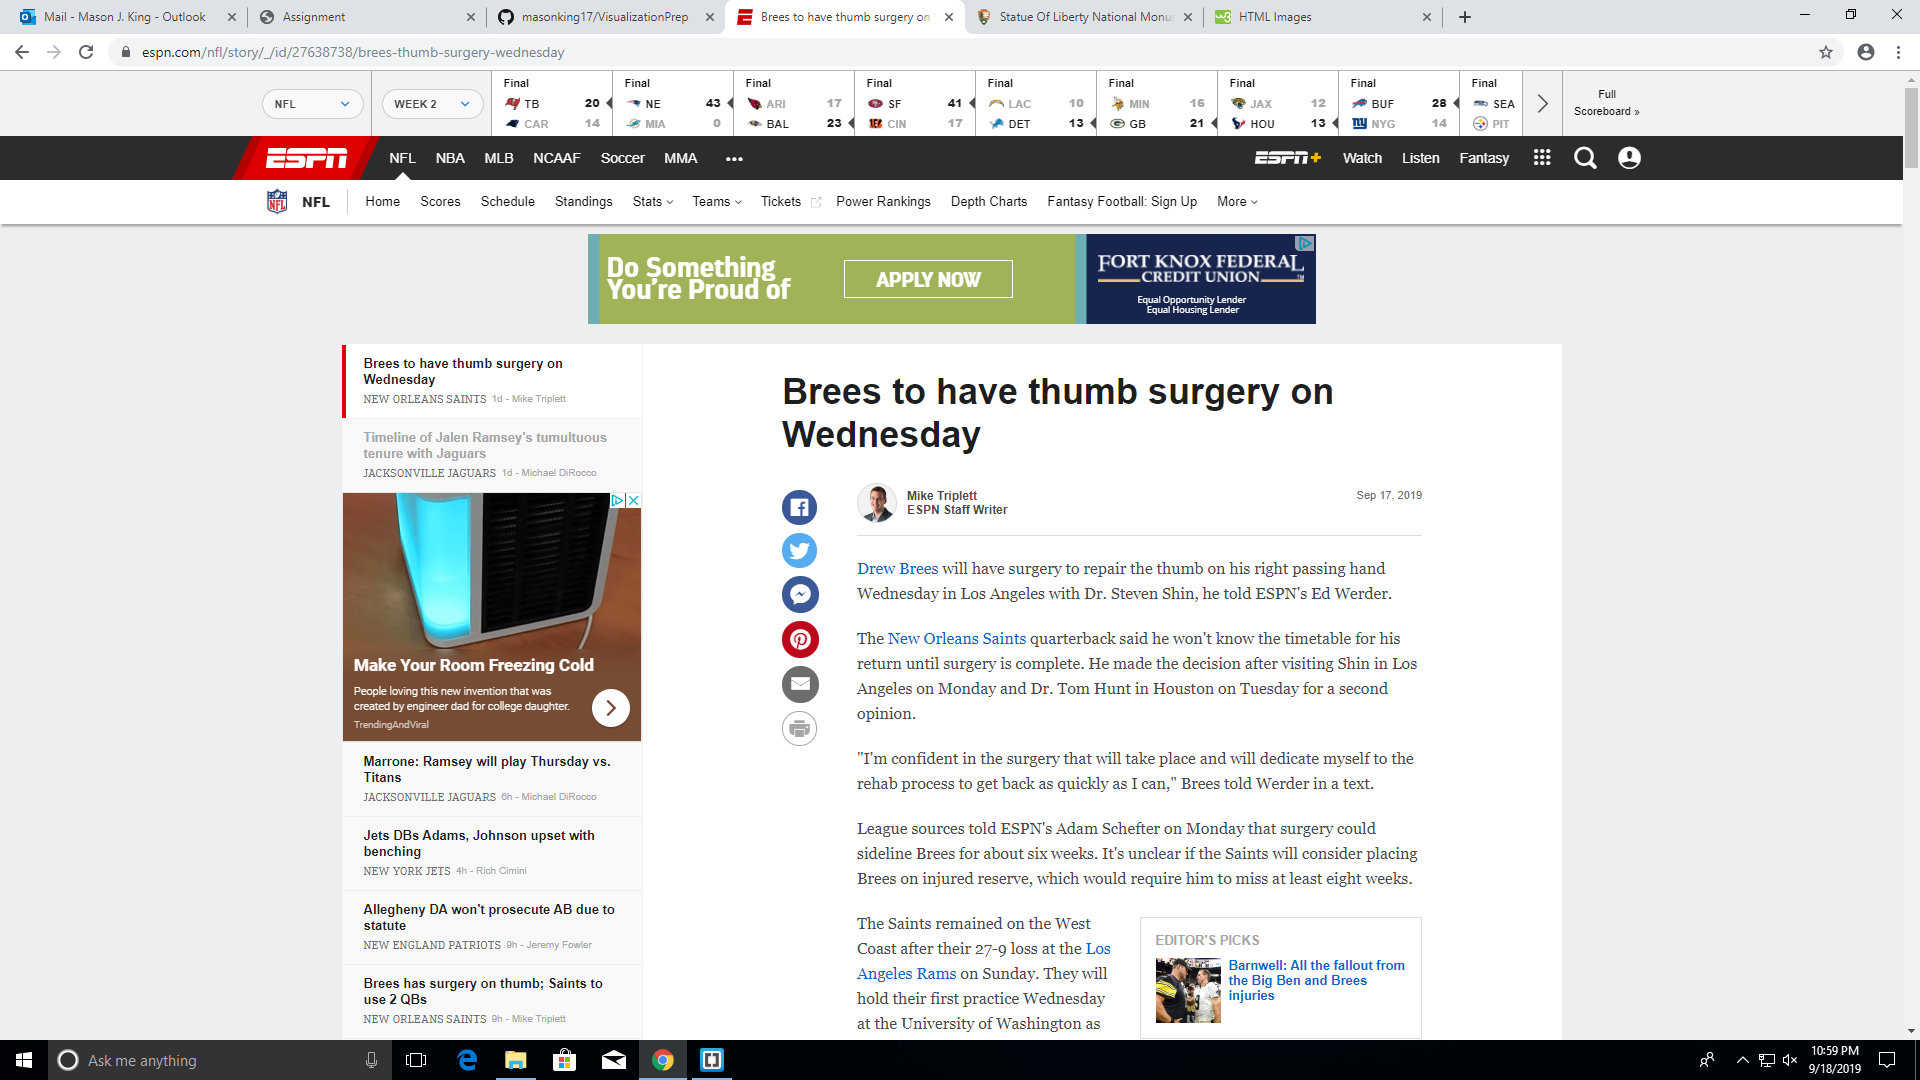 Mail - Mason J. King - Outlook
Assignment
masonking17/VisualizationPrep
Brees to have thumb surgery on
Statue Of Liberty National Monu
HTML Images
espn.com/nfl/story/_/id/27638738/brees-thumb-surgery-wednesday
NFL
WEEK 2
Final
TB 20
CAR 14
Final
NE 43
MIA 0
Final
ARI 17
BAL 23
Final
SF 41
CIN 17
Final
LAC 10
DET 13
Final
MIN 16
GB 21
Final
JAX 12
HOU 13
Final
BUF 28
NYG 14
Final
SEA
PIT
Full
Scoreboard »
ESPN
NFL NBA MLB NCAAF Soccer MMA
ESPN+ Watch Listen Fantasy
NFL Home Scores Schedule Standings Stats Teams Tickets Power Rankings Depth Charts Fantasy Football: Sign Up More
Do Something
You're Proud of
APPLY NOW
FORT KNOX FEDERAL
CREDIT UNION
Equal Opportunity Lender
Equal Housing Lender
Brees to have thumb surgery on
Wednesday
NEW ORLEANS SAINTS 1d - Mike Triplett
Timeline of Jalen Ramsey's tumultuous
tenure with Jaguars
JACKSONVILLE JAGUARS 1d - Michael DiRocco
Make Your Room Freezing Cold
People loving this new invention that was
created by engineer dad for college daughter.
TrendingAndViral
Marrone: Ramsey will play Thursday vs.
Titans
JACKSONVILLE JAGUARS 6h - Michael DiRocco
Jets DBs Adams, Johnson upset with
benching
NEW YORK JETS 4h - Rich Cimini
Allegheny DA won't prosecute AB due to
statute
NEW ENGLAND PATRIOTS 9h - Jeremy Fowler
Brees has surgery on thumb; Saints to
use 2 QBs
NEW ORLEANS SAINTS 9h - Mike Triplett
Brees to have thumb surgery on
Wednesday
Mike Triplett
ESPN Staff Writer
Sep 17, 2019
Drew Brees will have surgery to repair the thumb on his right passing hand
Wednesday in Los Angeles with Dr. Steven Shin, he told ESPN's Ed Werder.
The New Orleans Saints quarterback said he won't know the timetable for his
return until surgery is complete. He made the decision after visiting Shin in Los
Angeles on Monday and Dr. Tom Hunt in Houston on Tuesday for a second
opinion.
"I'm confident in the surgery that will take place and will dedicate myself to the
rehab process to get back as quickly as I can," Brees told Werder in a text.
League sources told ESPN's Adam Schefter on Monday that surgery could
sideline Brees for about six weeks. It's unclear if the Saints will consider placing
Brees on injured reserve, which would require him to miss at least eight weeks.
The Saints remained on the West
Coast after their 27-9 loss at the Los
Angeles Rams on Sunday. They will
hold their first practice Wednesday
at the University of Washington as
EDITOR'S PICKS
Barnwell: All the fallout from
the Big Ben and Brees
injuries
Ask me anything
10:59 PM
9/18/2019